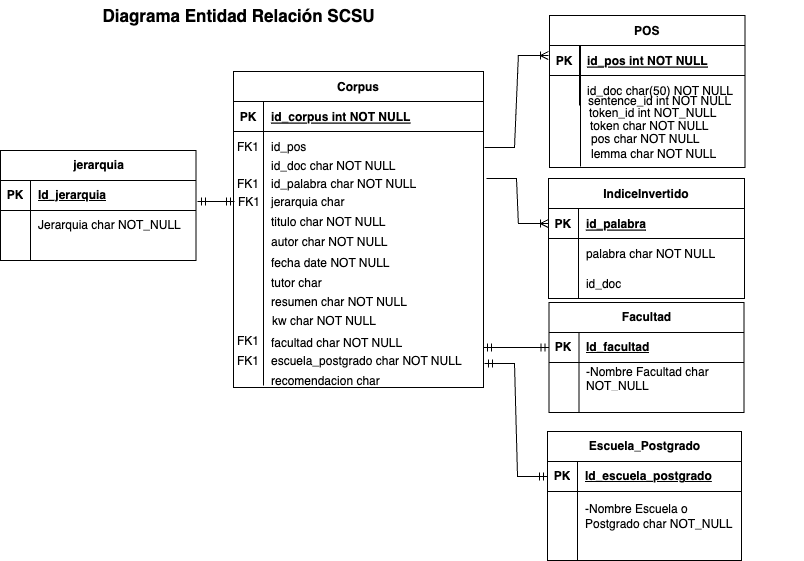 Diagrama Entidad Relación SCSU
jerarquia
PK Id_jerarquia
Jerarquia char NOT_NULL
Corpus
PK id_corpus int NOT NULL
FK1 id_pos
id_doc char NOT NULL
FK1 id_palabra char NOT NULL
FK1 jerarquia char
titulo char NOT NULL
autor char NOT NULL
fecha date NOT NULL
tutor char
resumen char NOT NULL
kw char NOT NULL
FK1 facultad char NOT NULL
FK1 escuela_postgrado char NOT NULL
recomendacion char
POS
PK id_pos int NOT NULL
id_doc char(50) NOT NULL
sentence_id int NOT NULL
token_id int NOT_NULL
token char NOT NULL
pos char NOT NULL
lemma char NOT NULL
IndiceInvertido
PK id_palabra
palabra char NOT NULL
id_doc
Facultad
PK Id_facultad
-Nombre Facultad char
NOT_NULL
Escuela_Postgrado
PK Id_escuela_postgrado
-Nombre Escuela o
Postgrado char NOT_NULL